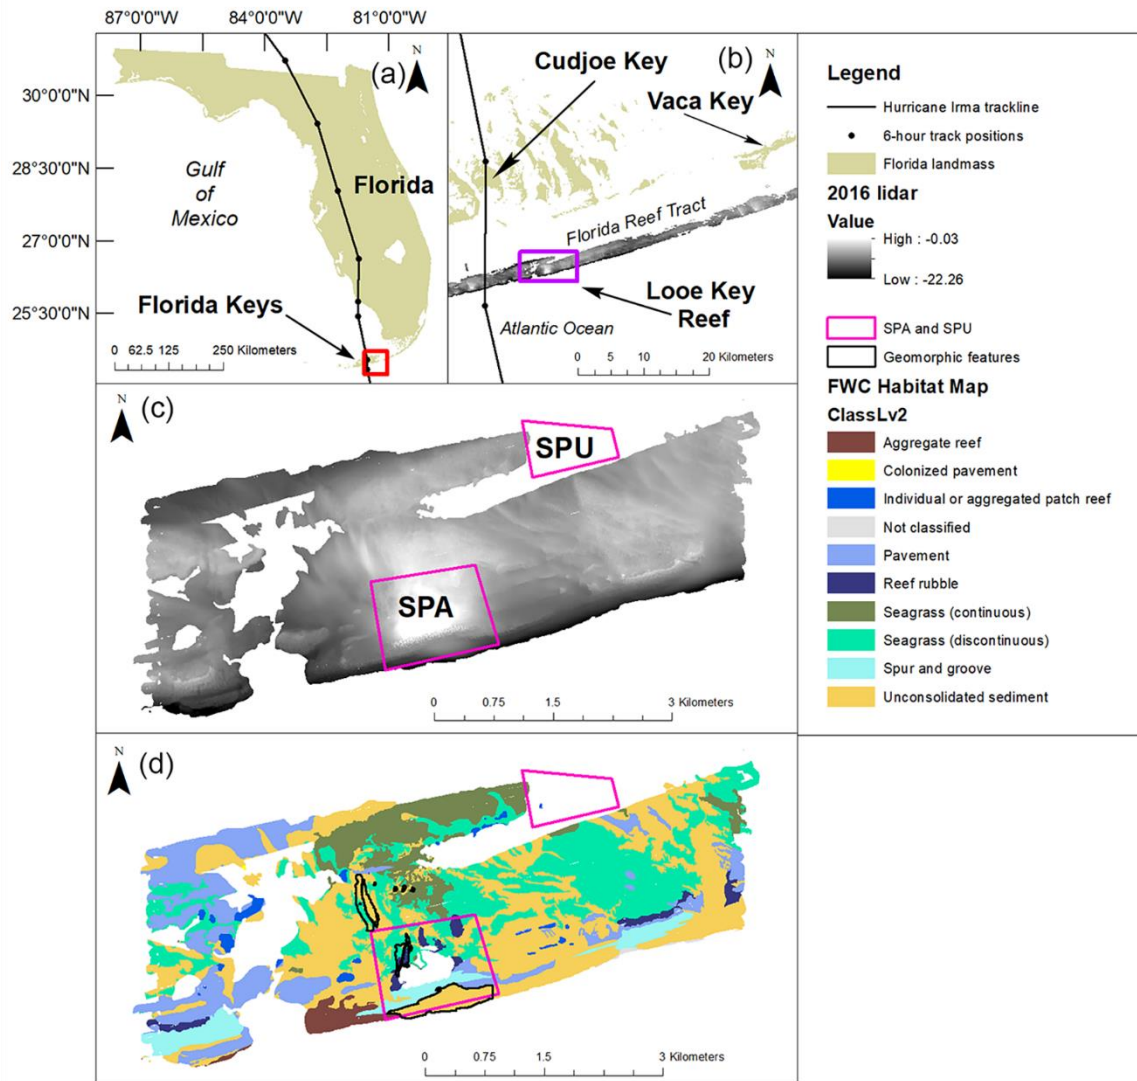 87°0'0"W 84°0'0"W 81°0'0"W
30°0'0"N
28°30'0"N
27°0'0"N
25°30'0"N
(a)
N
Gulf
of
Mexico
Florida
Florida Keys
0 62.5 125 250 Kilometers
(b)
N
Cudjoe Key
Vaca Key
Florida Reef Tract
Looe Key
Reef
Atlantic Ocean
0 5 10 20 Kilometers
Legend
Hurricane Irma trackline
6-hour track positions
Florida landmass
2016 lidar
Value
High : -0.03
Low : -22.26
SPA and SPU
Geomorphic features
FWC Habitat Map
ClassLv2
Aggregate reef
Colonized pavement
Individual or aggregated patch reef
Not classified
Pavement
Reef rubble
Seagrass (continuous)
Seagrass (discontinuous)
Spur and groove
Unconsolidated sediment
N
(c)
SPU
SPA
0 0.75 1.5 3 Kilometers
N
(d)
0 0.75 1.5 3 Kilometers